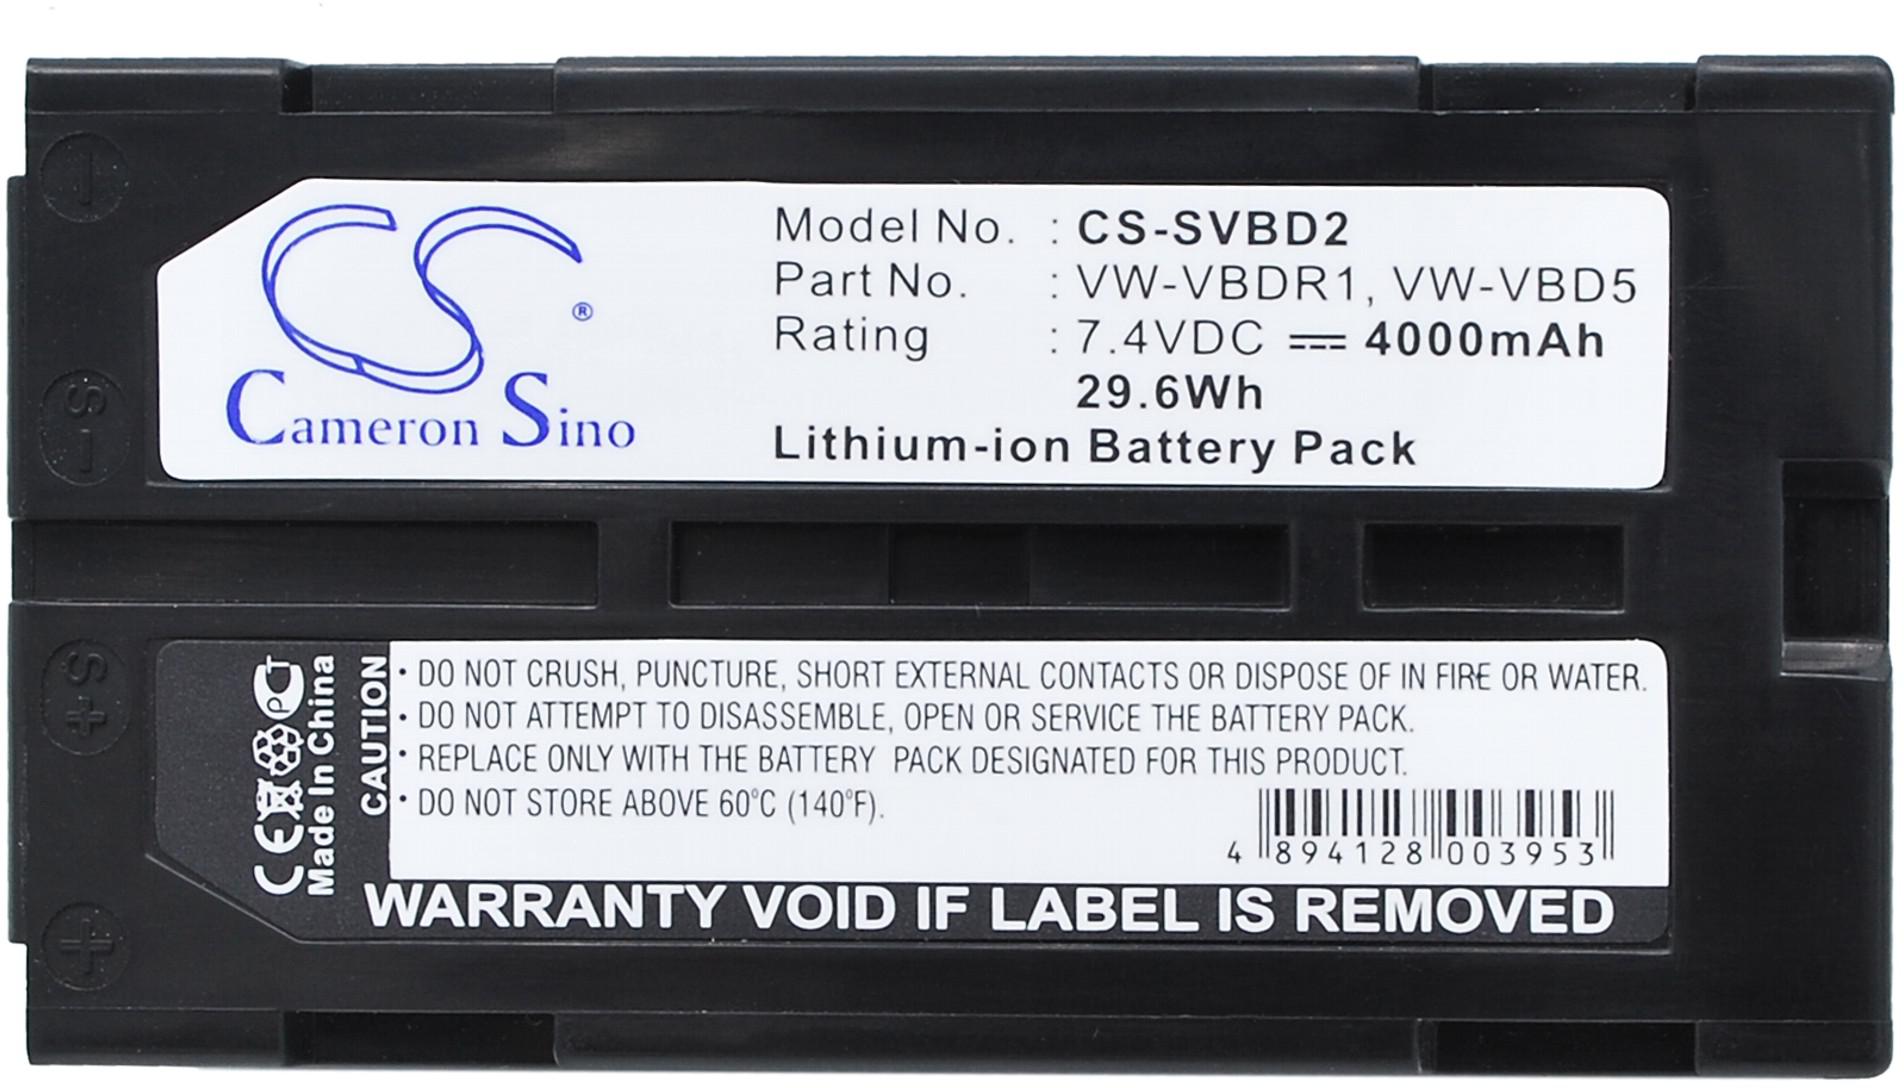 CS ®
Cameron Sino
Model No. : CS-SVBD2
Part No. : VW-VBDR1, VW-VBD5
Rating : 7.4VDC ⎓ 4000mAh
29.6Wh
Lithium-ion Battery Pack
−
S −
S +
+
CE PCT
Made In China
CAUTION
• DO NOT CRUSH, PUNCTURE, SHORT EXTERNAL CONTACTS OR DISPOSE OF IN FIRE OR WATER.
• DO NOT ATTEMPT TO DISASSEMBLE, OPEN OR SERVICE THE BATTERY PACK.
• REPLACE ONLY WITH THE BATTERY PACK DESIGNATED FOR THIS PRODUCT.
• DO NOT STORE ABOVE 60°C (140°F).
4 894128 003953
WARRANTY VOID IF LABEL IS REMOVED